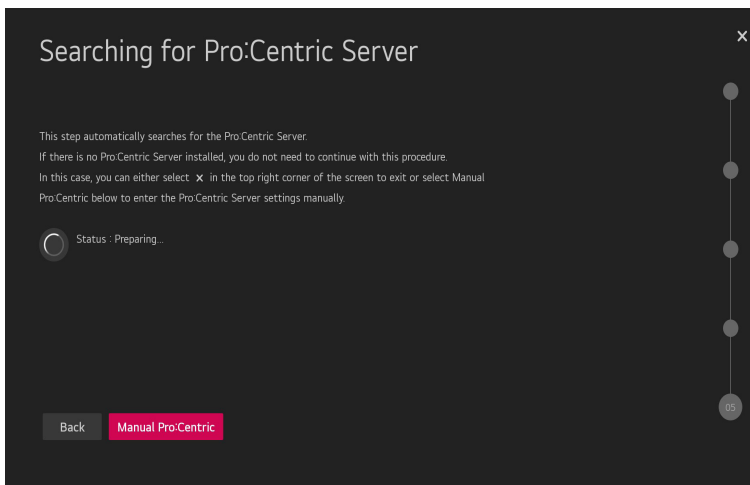 Searching for Pro:Centric Server
This step automatically searches for the Pro:Centric Server.
If there is no Pro:Centric Server installed, you do not need to continue with this procedure.
In this case, you can either select × in the top right corner of the screen to exit or select Manual
Pro:Centric below to enter the Pro:Centric Server settings manually.
Status : Preparing...
05
Back
Manual Pro:Centric